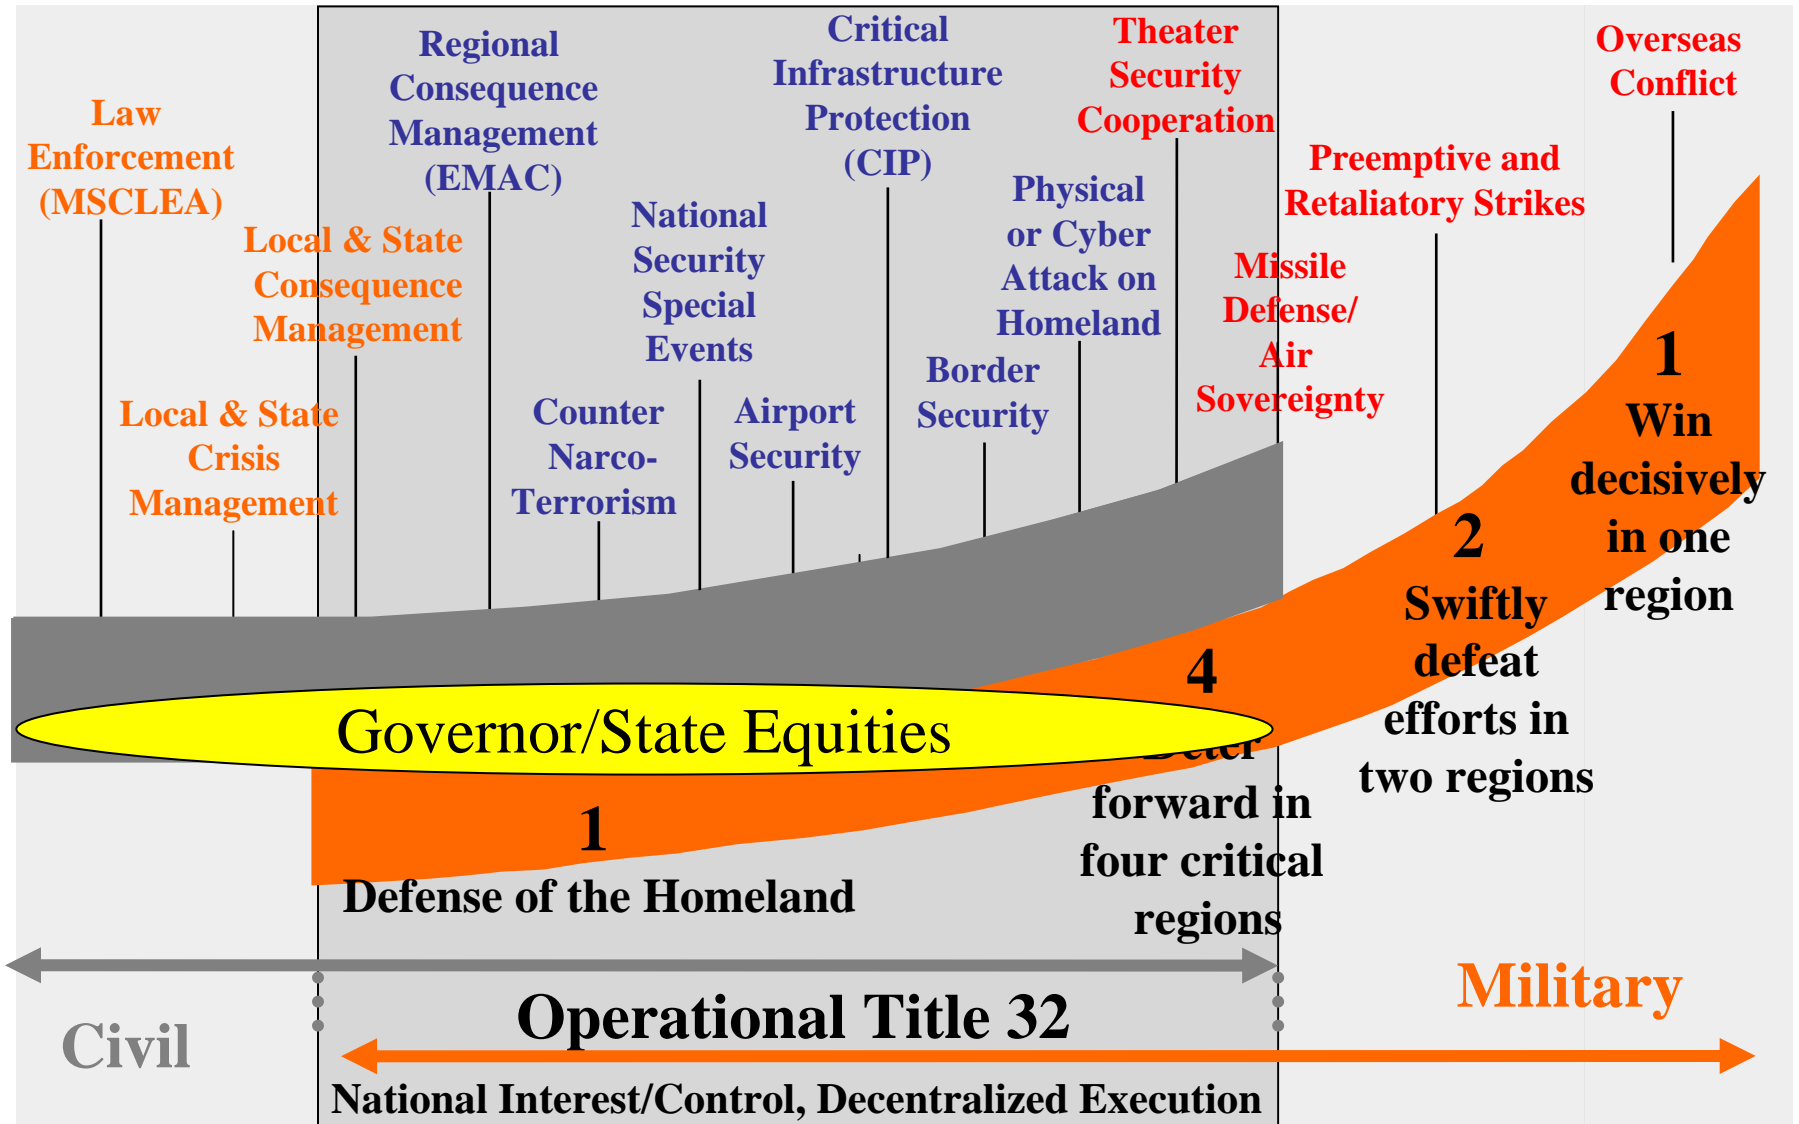 Law
Enforcement
(MSCLEA)
Local & State
Crisis
Management
Local & State
Consequence
Management
Regional
Consequence
Management
(EMAC)
Counter
Narco-
Terrorism
National
Security
Special
Events
Airport
Security
Critical
Infrastructure
Protection
(CIP)
Border
Security
Physical
or Cyber
Attack on
Homeland
Theater
Security
Cooperation
Missile
Defense/
Air
Sovereignty
Preemptive and
Retaliatory Strikes
Overseas
Conflict
1
Win
decisively
in one
region
2
Swiftly
defeat
efforts in
two regions
4
Deter
forward in
four critical
regions
Governor/State Equities
1
Defense of the Homeland
Civil
Operational Title 32
Military
National Interest/Control, Decentralized Execution